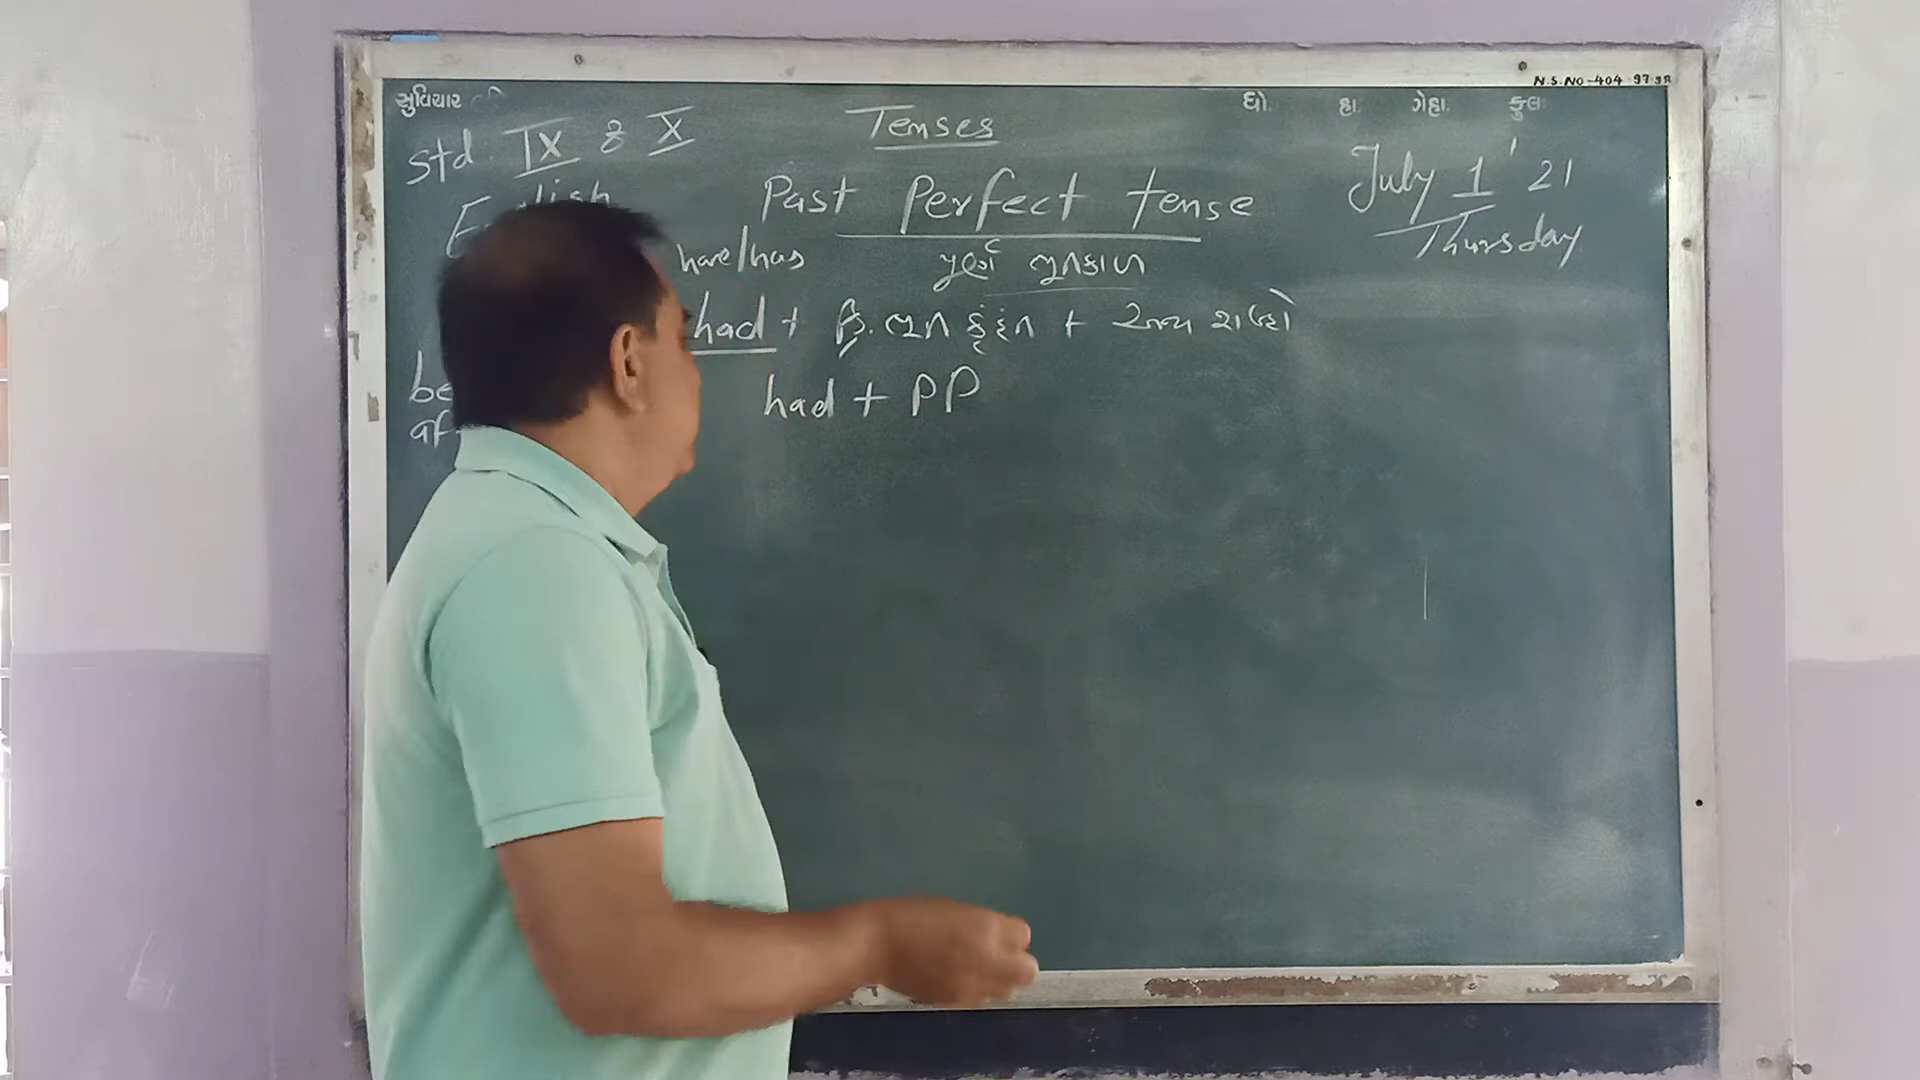 N.S.NO-404-97-98
સુવિચાર ધો. હા. ગેહા. કુલ
Std. IX & X
Tenses
July 1' 21
Thursday
Past Perfect tense
have/has પૂર્ણ ભૂતકાળ
had + ક્રિ. ભૂત કૃદંત + અન્ય શબ્દો
had + PP